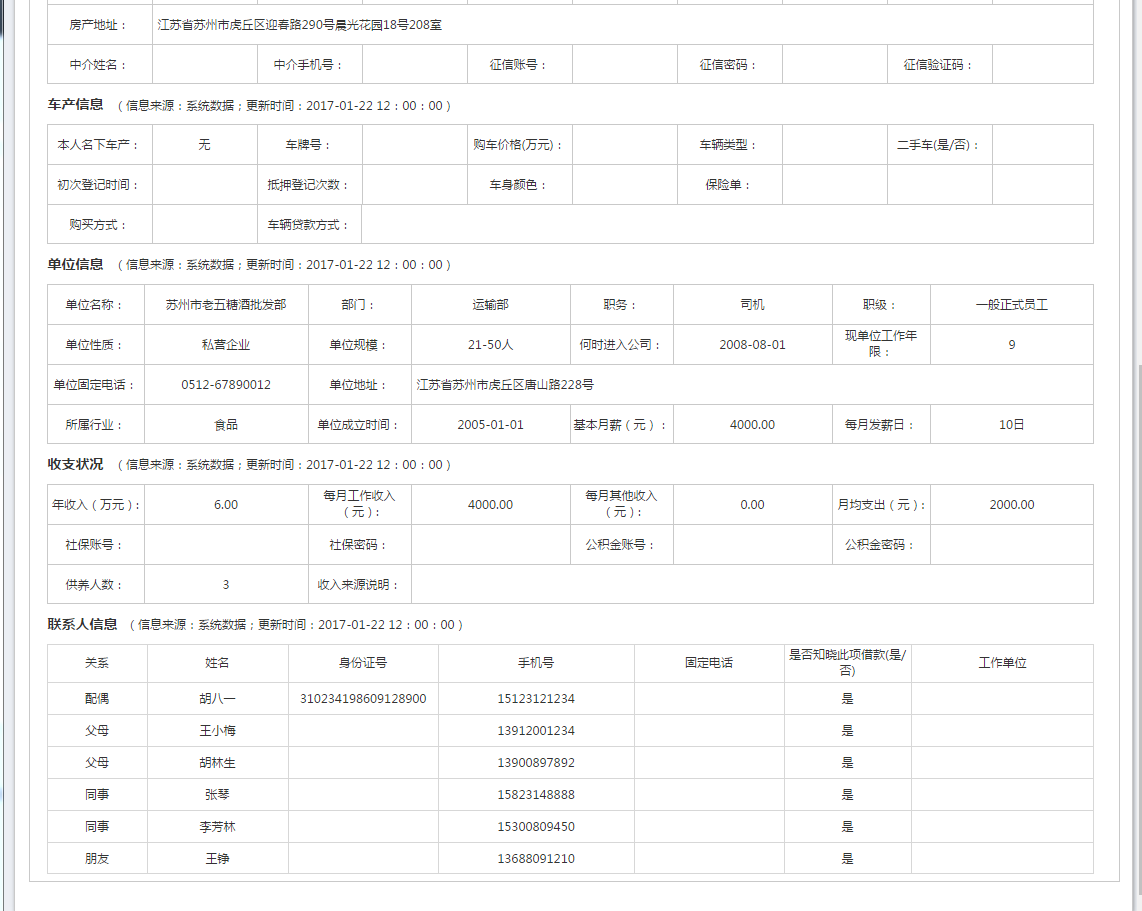 房产地址： 江苏省苏州市虎丘区迎春路290号晨光花园18号208室
中介姓名： 中介手机号： 征信账号： 征信密码： 征信验证码：
车产信息 （信息来源：系统数据；更新时间：2017-01-22 12：00：00）
本人名下车产： 无 车牌号： 购车价格(万元)： 车辆类型： 二手车(是/否)：
初次登记时间： 抵押登记次数： 车身颜色： 保险单：
购买方式： 车辆贷款方式：
单位信息 （信息来源：系统数据；更新时间：2017-01-22 12：00：00）
单位名称： 苏州市老五糖酒批发部 部门： 运输部 职务： 司机 职级： 一般正式员工
单位性质： 私营企业 单位规模： 21-50人 何时进入公司： 2008-08-01 现单位工作年限： 9
单位固定电话： 0512-67890012 单位地址： 江苏省苏州市虎丘区唐山路228号
所属行业： 食品 单位成立时间： 2005-01-01 基本月薪（元）： 4000.00 每月发薪日： 10日
收支状况 （信息来源：系统数据；更新时间：2017-01-22 12：00：00）
年收入（万元）： 6.00 每月工作收入（元）： 4000.00 每月其他收入（元）： 0.00 月均支出（元）： 2000.00
社保账号： 社保密码： 公积金账号： 公积金密码：
供养人数： 3 收入来源说明：
联系人信息 （信息来源：系统数据；更新时间：2017-01-22 12：00：00）
关系 姓名 身份证号 手机号 固定电话 是否知晓此项借款(是/否) 工作单位
配偶 胡八一 310234198609128900 15123121234 是
父母 王小梅 13912001234 是
父母 胡林生 13900897892 是
同事 张琴 15823148888 是
同事 李芳林 15300809450 是
朋友 王铮 13688091210 是